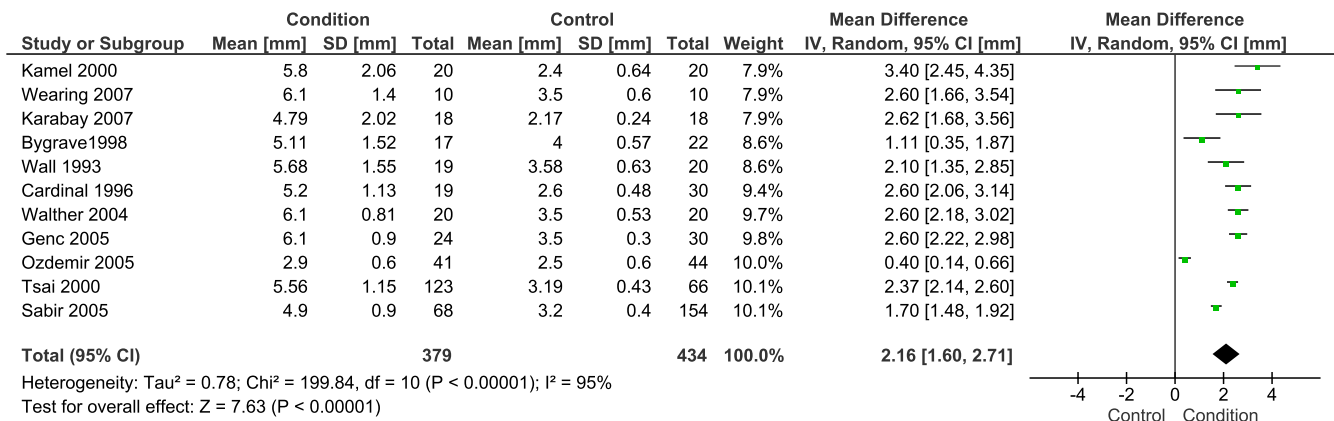 Condition Control Mean Difference Mean Difference
Study or Subgroup Mean [mm] SD [mm] Total Mean [mm] SD [mm] Total Weight IV, Random, 95% CI [mm] IV, Random, 95% CI [mm]
Kamel 2000 5.8 2.06 20 2.4 0.64 20 7.9% 3.40 [2.45, 4.35]
Wearing 2007 6.1 1.4 10 3.5 0.6 10 7.9% 2.60 [1.66, 3.54]
Karabay 2007 4.79 2.02 18 2.17 0.24 18 7.9% 2.62 [1.68, 3.56]
Bygrave1998 5.11 1.52 17 4 0.57 22 8.6% 1.11 [0.35, 1.87]
Wall 1993 5.68 1.55 19 3.58 0.63 20 8.6% 2.10 [1.35, 2.85]
Cardinal 1996 5.2 1.13 19 2.6 0.48 30 9.4% 2.60 [2.06, 3.14]
Walther 2004 6.1 0.81 20 3.5 0.53 20 9.7% 2.60 [2.18, 3.02]
Genc 2005 6.1 0.9 24 3.5 0.3 30 9.8% 2.60 [2.22, 2.98]
Ozdemir 2005 2.9 0.6 41 2.5 0.6 44 10.0% 0.40 [0.14, 0.66]
Tsai 2000 5.56 1.15 123 3.19 0.43 66 10.1% 2.37 [2.14, 2.60]
Sabir 2005 4.9 0.9 68 3.2 0.4 154 10.1% 1.70 [1.48, 1.92]
Total (95% CI) 379 434 100.0% 2.16 [1.60, 2.71]
Heterogeneity: Tau² = 0.78; Chi² = 199.84, df = 10 (P < 0.00001); I² = 95%
-4 -2 0 2 4
Test for overall effect: Z = 7.63 (P < 0.00001)
Control Condition